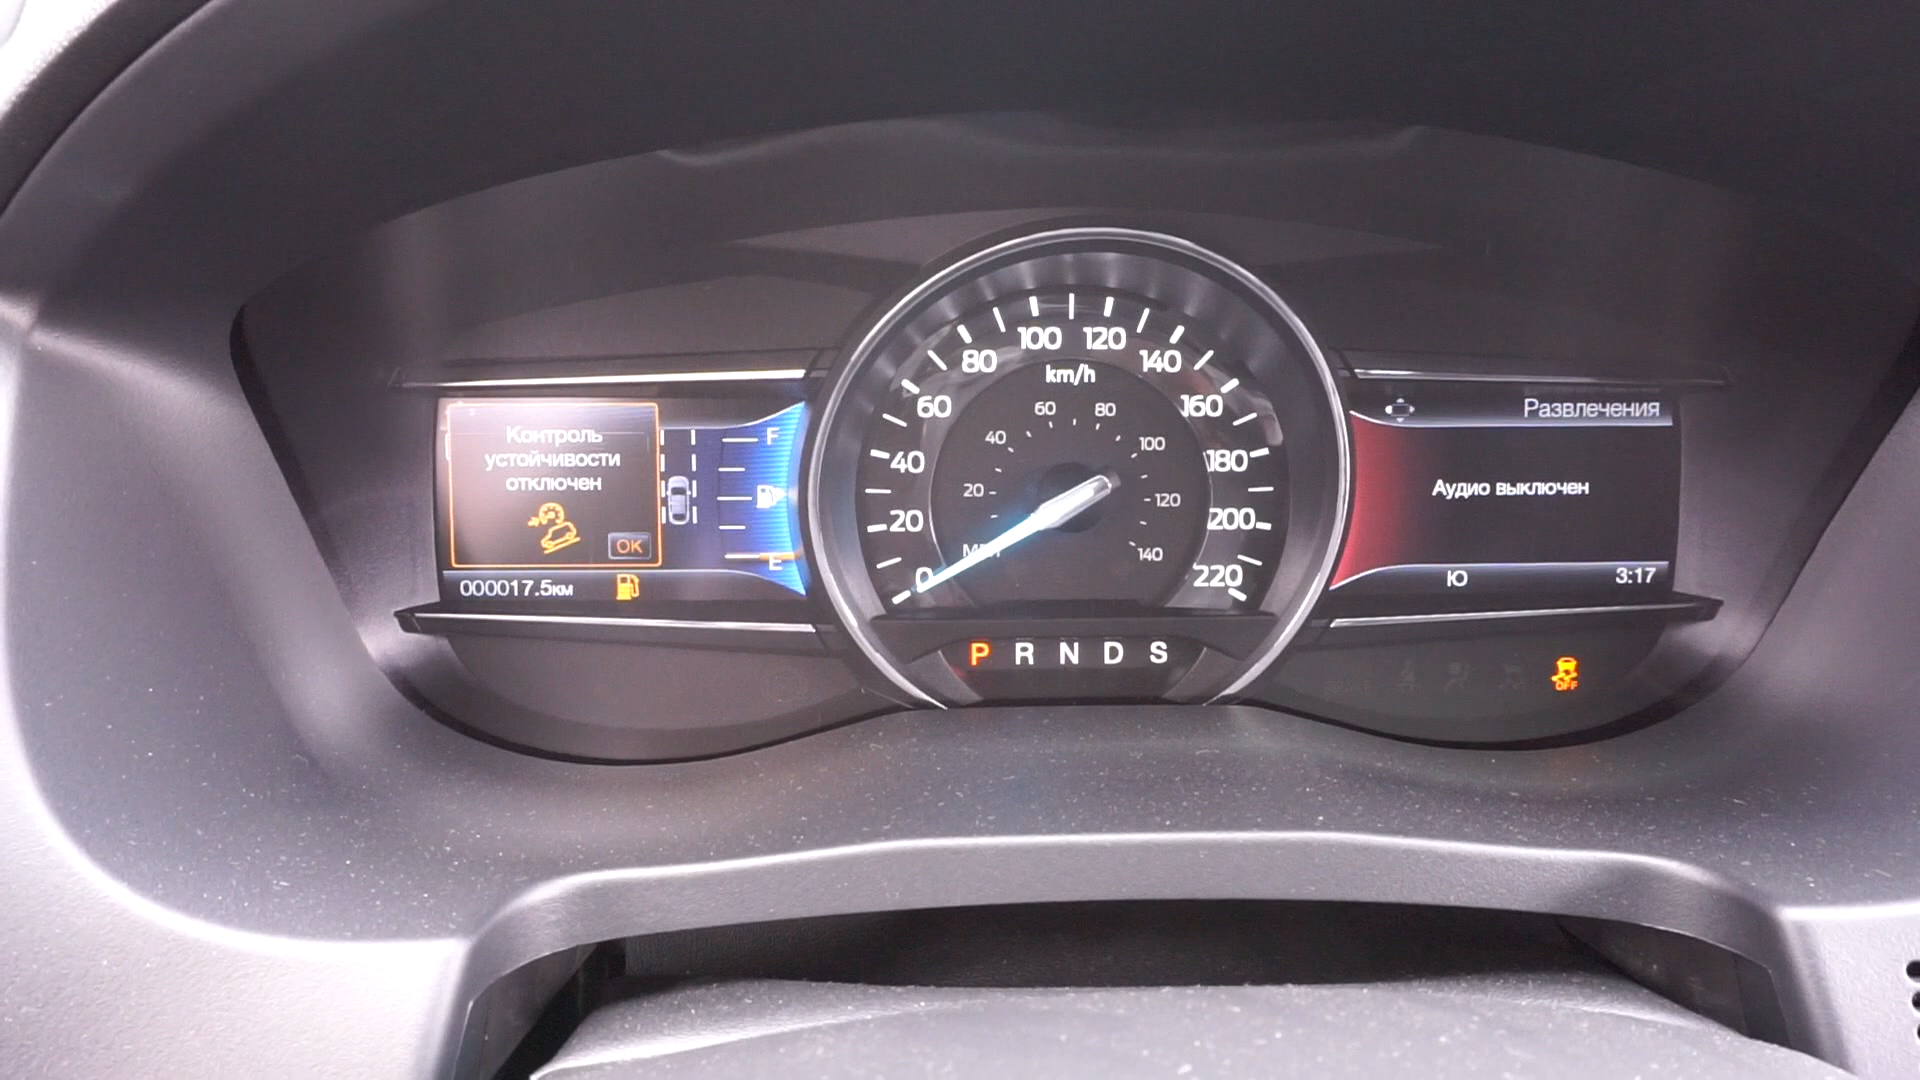 Контроль
устойчивости
отключен
OK
F
E
000017.5км
0 20 40 60 80 100 120 140 160 180 200 220
km/h
20 40 60 80 100 120 140
P R N D S
Развлечения
Аудио выключен
Ю 3:17
OFF